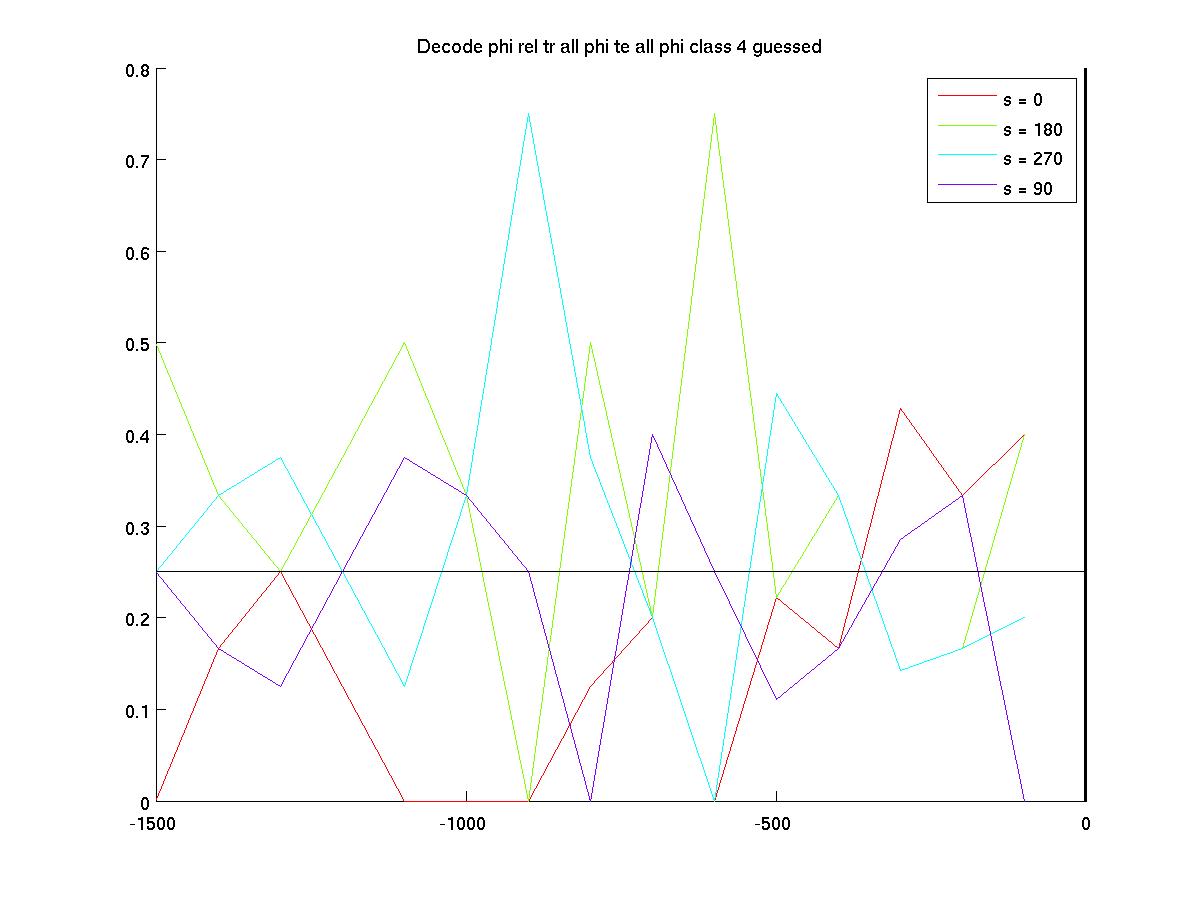 Decode phi rel tr all phi te all phi class 4 guessed
0.8
0.7
0.6
0.5
0.4
0.3
0.2
0.1
0
s = 0
s = 180
s = 270
s = 90
-1500 -1000 -500 0